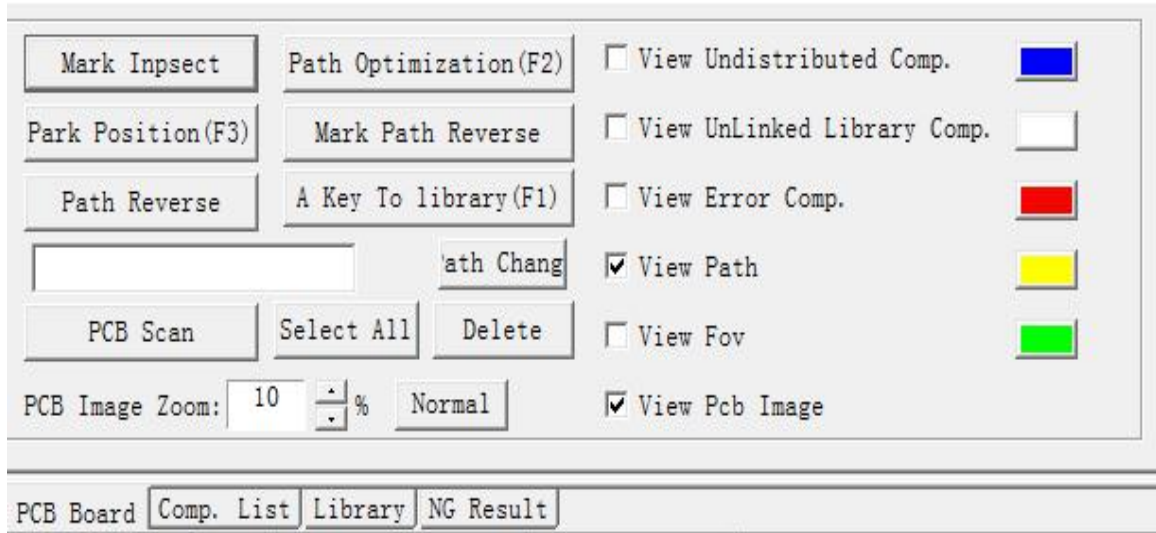 Mark Inpsect
Path Optimization(F2)
View Undistributed Comp.
Park Position(F3)
Mark Path Reverse
View UnLinked Library Comp.
Path Reverse
A Key To library(F1)
View Error Comp.
ath Chang
View Path
PCB Scan
Select All
Delete
View Fov
PCB Image Zoom: 10 %
Normal
View Pcb Image
PCB Board
Comp. List
Library
NG Result